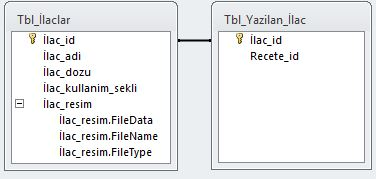 Tbl_İlaclar
İlac_id
İlac_adi
İlac_dozu
İlac_kullanim_sekli
İlac_resim
İlac_resim.FileData
İlac_resim.FileName
İlac_resim.FileType
Tbl_Yazilan_İlac
İlac_id
Recete_id